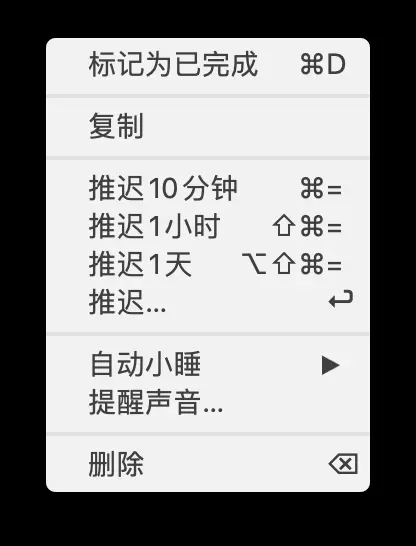 标记为已完成 ⌘D
复制
推迟10分钟 ⌘=
推迟1小时 ⇧⌘=
推迟1天 ⌥⇧⌘=
推迟... ↩
自动小睡 ▶
提醒声音...
删除 ⌫